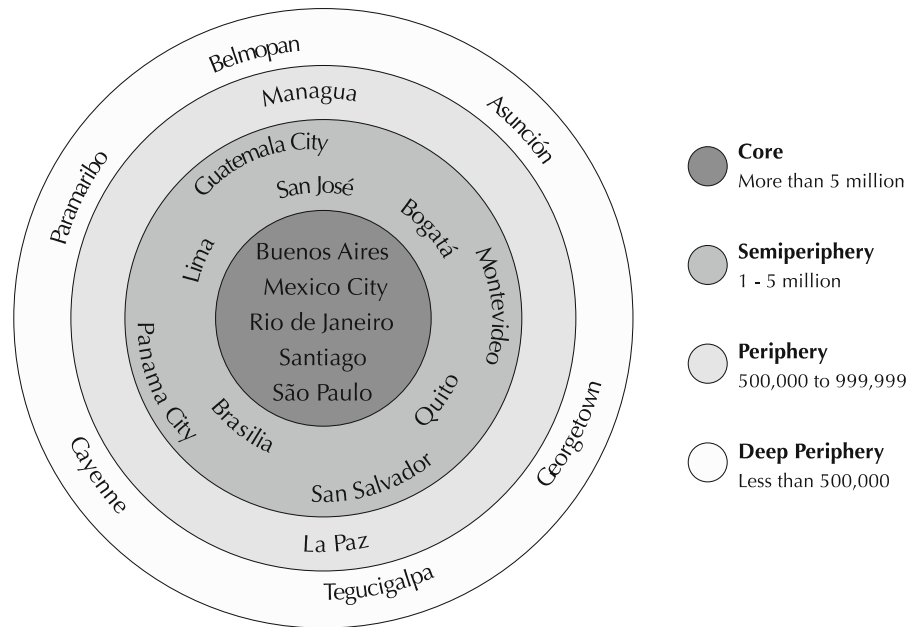 Belmopan
Asunción
Paramaribo
Georgetown
Cayenne
Tegucigalpa
Managua
La Paz
Guatemala City
San José
Bogatá
Lima
Montevideo
Panama City
Brasilia
Quito
San Salvador
Buenos Aires
Mexico City
Rio de Janeiro
Santiago
São Paulo
Core
More than 5 million
Semiperiphery
1 - 5 million
Periphery
500,000 to 999,999
Deep Periphery
Less than 500,000